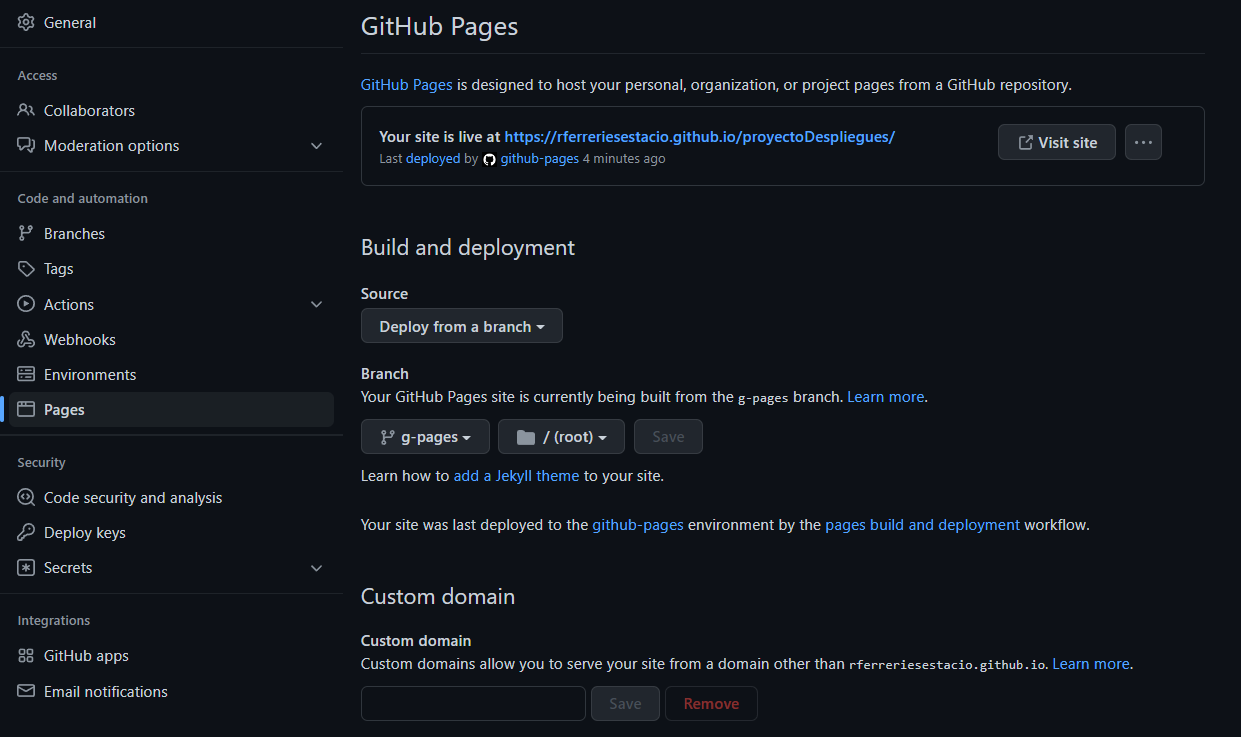 General
Access
Collaborators
Moderation options
Code and automation
Branches
Tags
Actions
Webhooks
Environments
Pages
Security
Code security and analysis
Deploy keys
Secrets
Integrations
GitHub apps
Email notifications
GitHub Pages
GitHub Pages is designed to host your personal, organization, or project pages from a GitHub repository.
Your site is live at https://rferreriesestacio.github.io/proyectoDespliegues/
Last deployed by github-pages 4 minutes ago
Visit site
Build and deployment
Source
Deploy from a branch
Branch
Your GitHub Pages site is currently being built from the g-pages branch. Learn more.
g-pages / (root) Save
Learn how to add a Jekyll theme to your site.
Your site was last deployed to the github-pages environment by the pages build and deployment workflow.
Custom domain
Custom domain
Custom domains allow you to serve your site from a domain other than rferreriesestacio.github.io. Learn more.
Save Remove